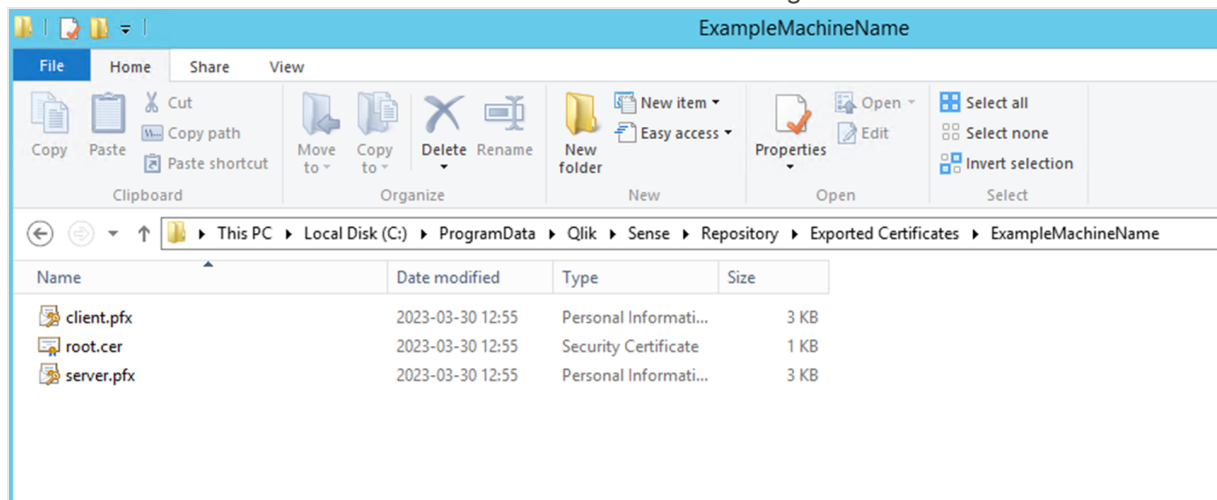 ExampleMachineName
File Home Share View
Copy Paste Cut Copy path Paste shortcut Move to Copy to Delete Rename New folder New item Easy access Properties Open Edit Select all Select none Invert selection
Clipboard Organize New Open Select
This PC Local Disk (C:) ProgramData Qlik Sense Repository Exported Certificates ExampleMachineName
Name Date modified Type Size
client.pfx 2023-03-30 12:55 Personal Informati... 3 KB
root.cer 2023-03-30 12:55 Security Certificate 1 KB
server.pfx 2023-03-30 12:55 Personal Informati... 3 KB